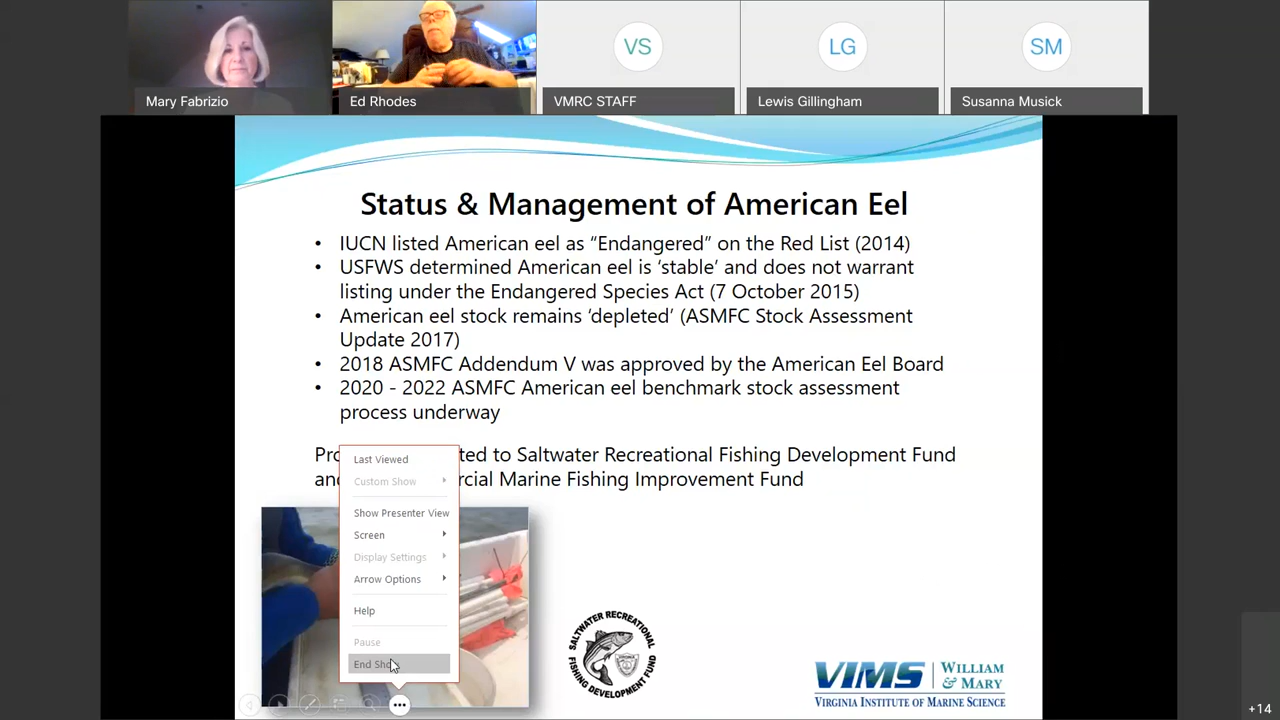 VS
LG
SM
Mary Fabrizio
Ed Rhodes
VMRC STAFF
Lewis Gillingham
Susanna Musick
Status & Management of American Eel
• IUCN listed American eel as “Endangered” on the Red List (2014)
• USFWS determined American eel is ‘stable’ and does not warrant
listing under the Endangered Species Act (7 October 2015)
• American eel stock remains ‘depleted’ (ASMFC Stock Assessment
Update 2017)
• 2018 ASMFC Addendum V was approved by the American Eel Board
• 2020 - 2022 ASMFC American eel benchmark stock assessment
process underway
to Saltwater Recreational Fishing Development Fund
Marine Fishing Improvement Fund
Last Viewed
Custom Show
Show Presenter View
Screen
Display Settings
Arrow Options
Help
Pause
End
SALTWATER RECREATIONAL
FISHING DEVELOPMENT FUND
VIMS
WILLIAM
& MARY
VIRGINIA INSTITUTE OF MARINE SCIENCE
+14